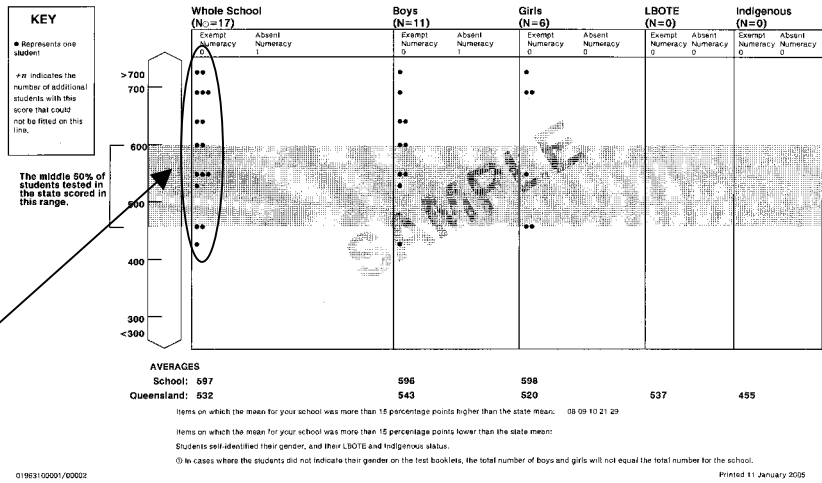 KEY
● Represents one student
+n indicates the number of additional students with this score that could not be fitted on this line.
Whole School
(N①=17)
Exempt Numeracy 0
Absent Numeracy 1
Boys
(N=11)
Exempt Numeracy 0
Absent Numeracy 1
Girls
(N=6)
Exempt Numeracy 0
Absent Numeracy 0
LBOTE
(N=0)
Exempt Numeracy 0
Absent Numeracy 0
Indigenous
(N=0)
Exempt Numeracy 0
Absent Numeracy 0
>700
700
600
500
400
300
<300
The middle 50% of
students tested in
the state scored in
this range.
SAMPLE
AVERAGES
School: 597 596 598
Queensland: 532 543 520 537 455
Items on which the mean for your school was more than 15 percentage points higher than the state mean: 08 09 10 21 29
Items on which the mean for your school was more than 15 percentage points lower than the state mean:
Students self-identified their gender, and their LBOTE and Indigenous status.
① In cases where the students did not indicate their gender on the test booklets, the total number of boys and girls will not equal the total number for the school.
01963100001/00002
Printed 11 January 2005